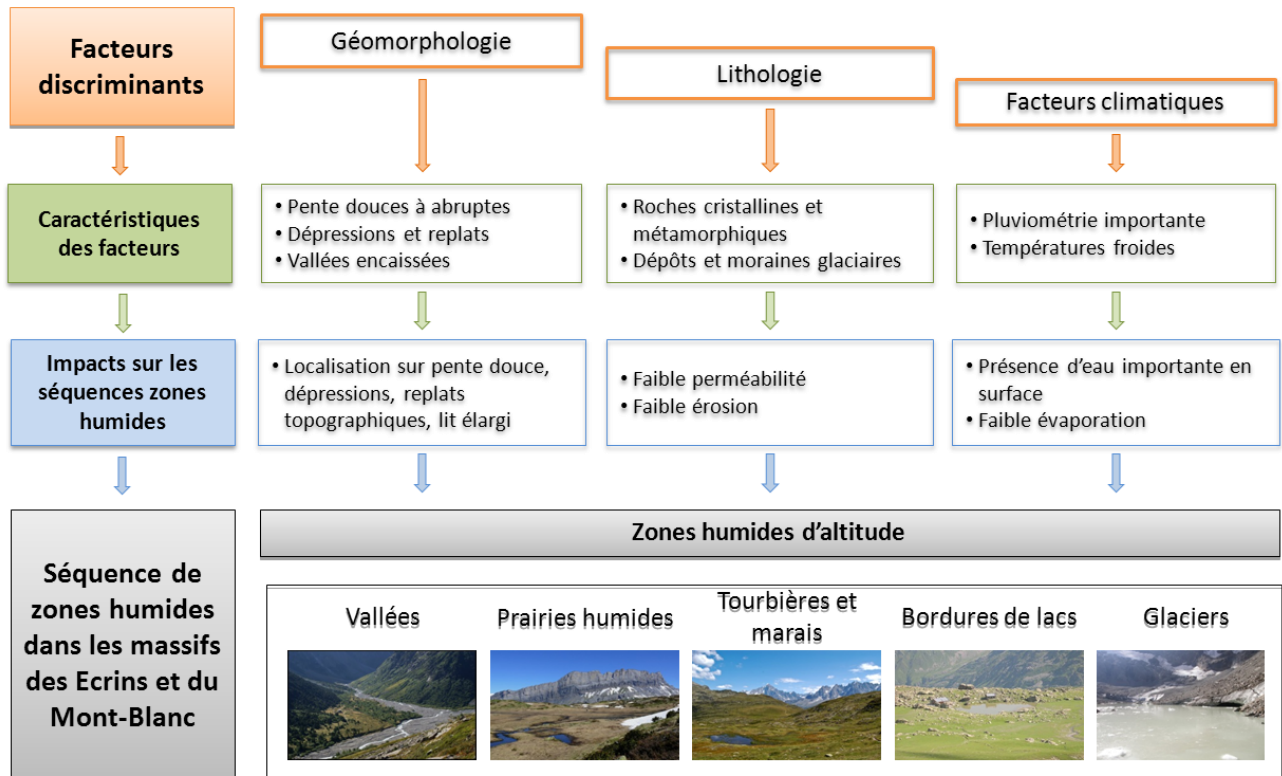 Facteurs
discriminants
Géomorphologie
Lithologie
Facteurs climatiques
Caractéristiques
des facteurs
• Pente douces à abruptes
• Dépressions et replats
• Vallées encaissées
• Roches cristallines et
métamorphiques
• Dépôts et moraines glaciaires
• Pluviométrie importante
• Températures froides
Impacts sur les
séquences zones
humides
• Localisation sur pente douce,
dépressions, replats
topographiques, lit élargi
• Faible perméabilité
• Faible érosion
• Présence d’eau importante en
surface
• Faible évaporation
Séquence de
zones humides
dans les massifs
des Ecrins et du
Mont-Blanc
Zones humides d’altitude
Vallées
Prairies humides
Tourbières et
marais
Bordures de lacs
Glaciers